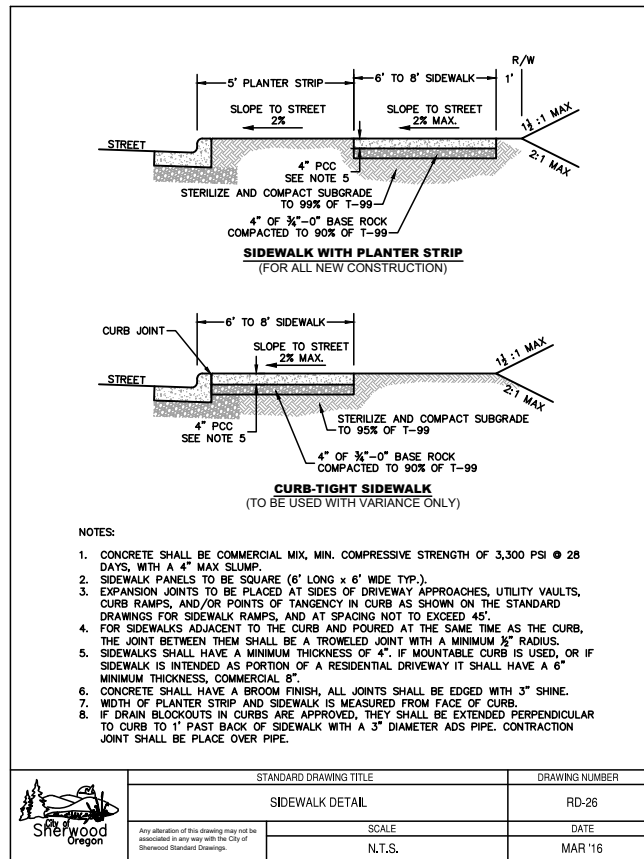 R/W
5' PLANTER STRIP
6' TO 8' SIDEWALK
1'
SLOPE TO STREET
2%
SLOPE TO STREET
2% MAX.
1½:1 MAX
2:1 MAX
STREET
4" PCC
SEE NOTE 5
STERILIZE AND COMPACT SUBGRADE
TO 99% OF T-99
4" OF ¾"-0" BASE ROCK
COMPACTED TO 90% OF T-99
SIDEWALK WITH PLANTER STRIP
(FOR ALL NEW CONSTRUCTION)
CURB JOINT
6' TO 8' SIDEWALK
SLOPE TO STREET
2% MAX.
1½:1 MAX
2:1 MAX
STREET
4" PCC
SEE NOTE 5
STERILIZE AND COMPACT SUBGRADE
TO 95% OF T-99
4" OF ¾"-0" BASE ROCK
COMPACTED TO 90% OF T-99
CURB-TIGHT SIDEWALK
(TO BE USED WITH VARIANCE ONLY)
NOTES:
1. CONCRETE SHALL BE COMMERCIAL MIX, MIN. COMPRESSIVE STRENGTH OF 3,300 PSI @ 28
DAYS, WITH A 4" MAX SLUMP.
2. SIDEWALK PANELS TO BE SQUARE (6' LONG x 6' WIDE TYP.).
3. EXPANSION JOINTS TO BE PLACED AT SIDES OF DRIVEWAY APPROACHES, UTILITY VAULTS,
CURB RAMPS, AND/OR POINTS OF TANGENCY IN CURB AS SHOWN ON THE STANDARD
DRAWINGS FOR SIDEWALK RAMPS, AND AT SPACING NOT TO EXCEED 45'.
4. FOR SIDEWALKS ADJACENT TO THE CURB AND POURED AT THE SAME TIME AS THE CURB,
THE JOINT BETWEEN THEM SHALL BE A TROWELED JOINT WITH A MINIMUM ½" RADIUS.
5. SIDEWALKS SHALL HAVE A MINIMUM THICKNESS OF 4". IF MOUNTABLE CURB IS USED, OR IF
SIDEWALK IS INTENDED AS PORTION OF A RESIDENTIAL DRIVEWAY IT SHALL HAVE A 6"
MINIMUM THICKNESS, COMMERCIAL 8".
6. CONCRETE SHALL HAVE A BROOM FINISH, ALL JOINTS SHALL BE EDGED WITH 3" SHINE.
7. WIDTH OF PLANTER STRIP AND SIDEWALK IS MEASURED FROM FACE OF CURB.
8. IF DRAIN BLOCKOUTS IN CURBS ARE APPROVED, THEY SHALL BE EXTENDED PERPENDICULAR
TO CURB TO 1' PAST BACK OF SIDEWALK WITH A 3" DIAMETER ADS PIPE. CONTRACTION
JOINT SHALL BE PLACE OVER PIPE.
City of
Sherwood
Oregon
STANDARD DRAWING TITLE
DRAWING NUMBER
SIDEWALK DETAIL
RD-26
Any alteration of this drawing may not be
associated in any way with the City of
Sherwood Standard Drawings.
SCALE
DATE
N.T.S.
MAR '16